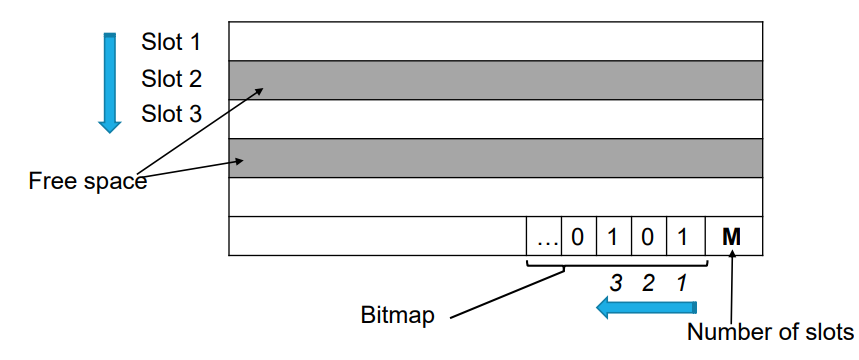 Slot 1
Slot 2
Slot 3
Free space
... 0 1 0 1 M
3 2 1
Bitmap
Number of slots